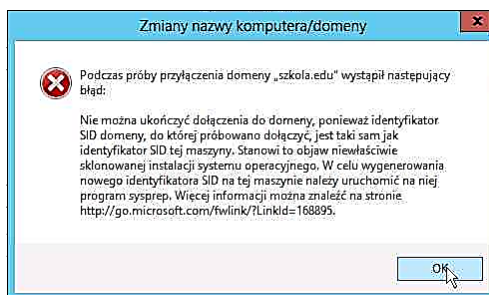 Zmiany nazwy komputera/domeny
x
Podczas próby przyłączenia domeny „szkola.edu” wystąpił następujący
błąd:
Nie można ukończyć dołączenia do domeny, ponieważ identyfikator
SID domeny, do której próbowano dołączyć, jest taki sam jak
identyfikator SID tej maszyny. Stanowi to objaw niewłaściwie
sklonowanej instalacji systemu operacyjnego. W celu wygenerowania
nowego identyfikatora SID na tej maszynie należy uruchomić na niej
program sysprep. Więcej informacji można znaleźć na stronie
http://go.microsoft.com/fwlink/?LinkId=168895.
OK